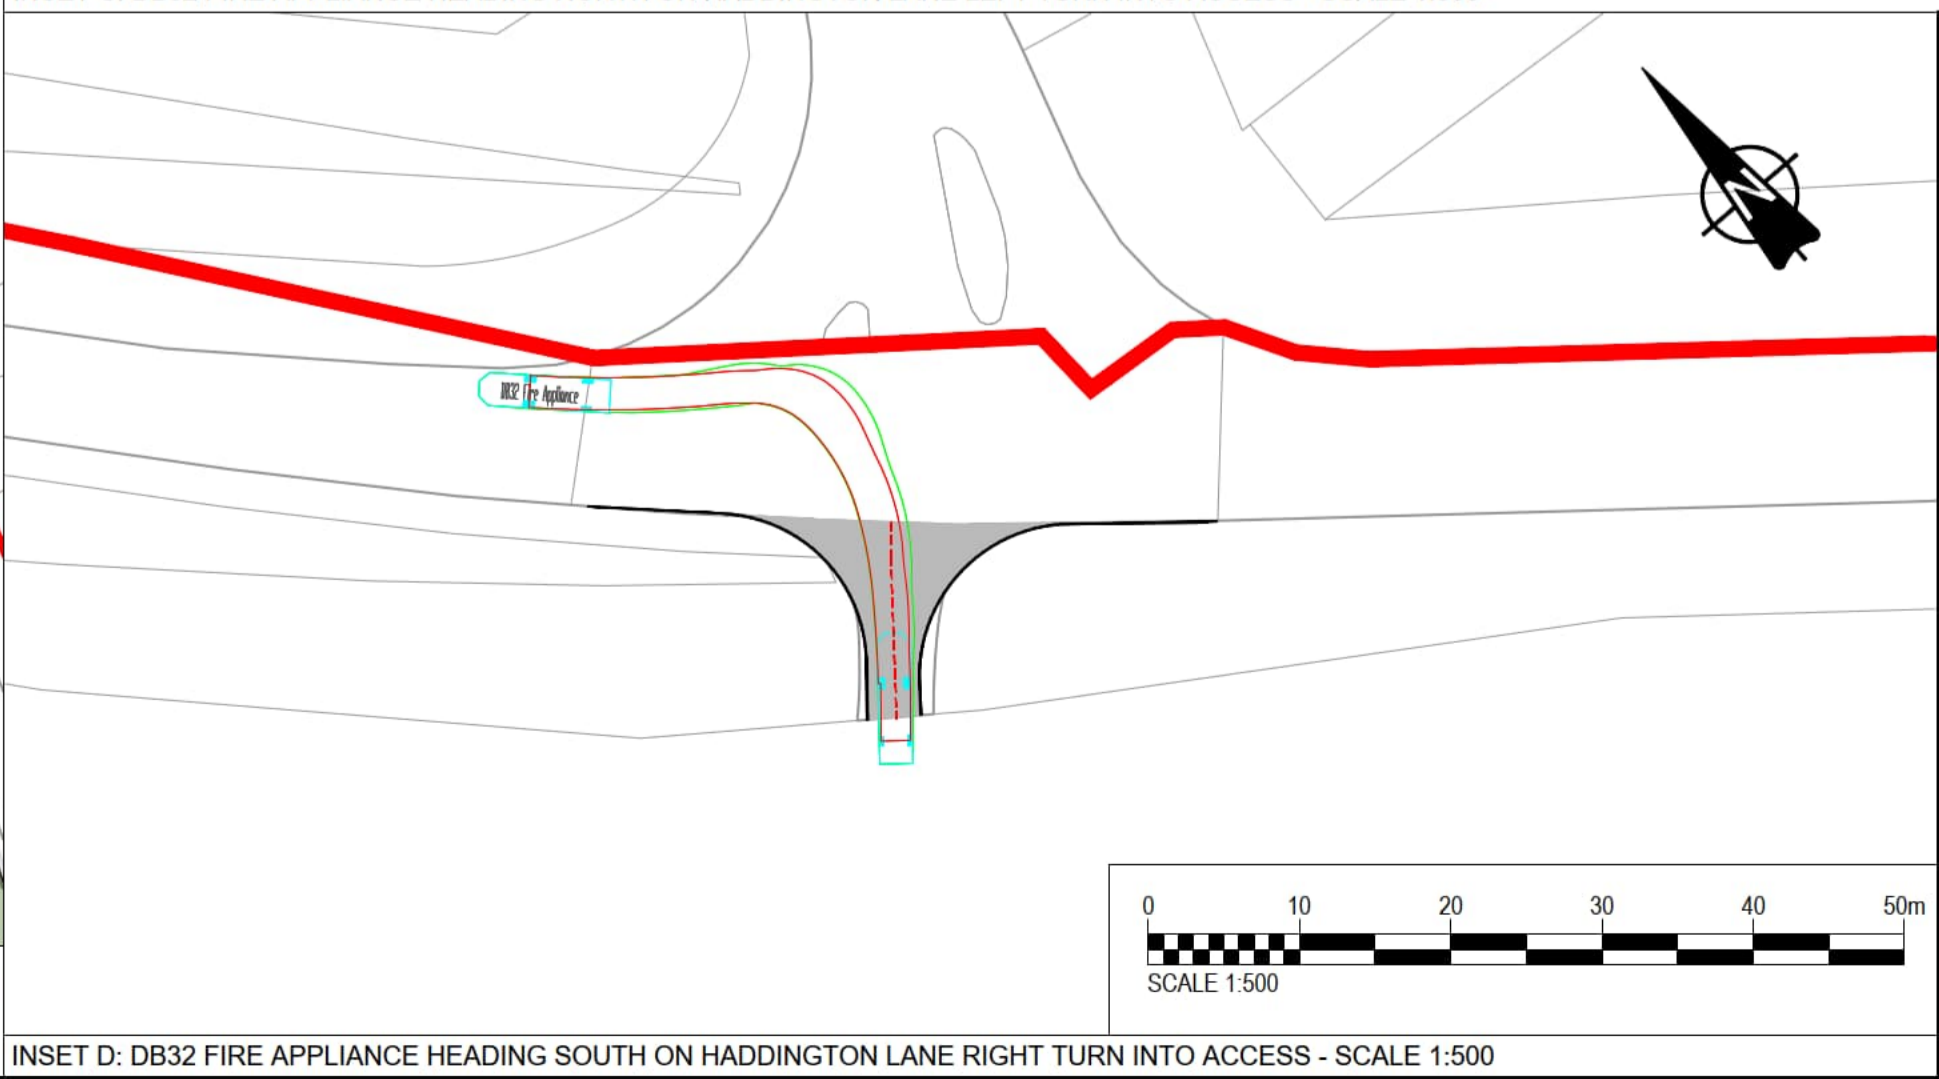 N
DB32 Fire Appliance
0 10 20 30 40 50m
SCALE 1:500
INSET D: DB32 FIRE APPLIANCE HEADING SOUTH ON HADDINGTON LANE RIGHT TURN INTO ACCESS - SCALE 1:500